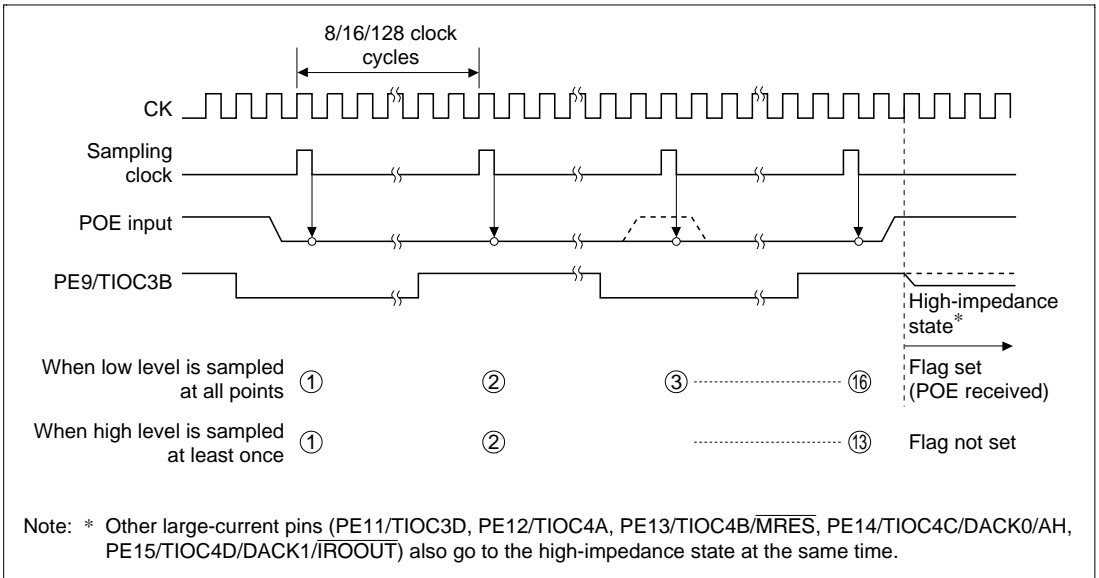 8/16/128 clock
cycles
CK
Sampling
clock
POE input
PE9/TIOC3B
High-impedance
state*
When low level is sampled
at all points
① ② ③ ⑯
Flag set
(POE received)
When high level is sampled
at least once
① ② ⑬
Flag not set
Note: * Other large-current pins (PE11/TIOC3D, PE12/TIOC4A, PE13/TIOC4B/MRES, PE14/TIOC4C/DACK0/AH,
PE15/TIOC4D/DACK1/IROOUT) also go to the high-impedance state at the same time.